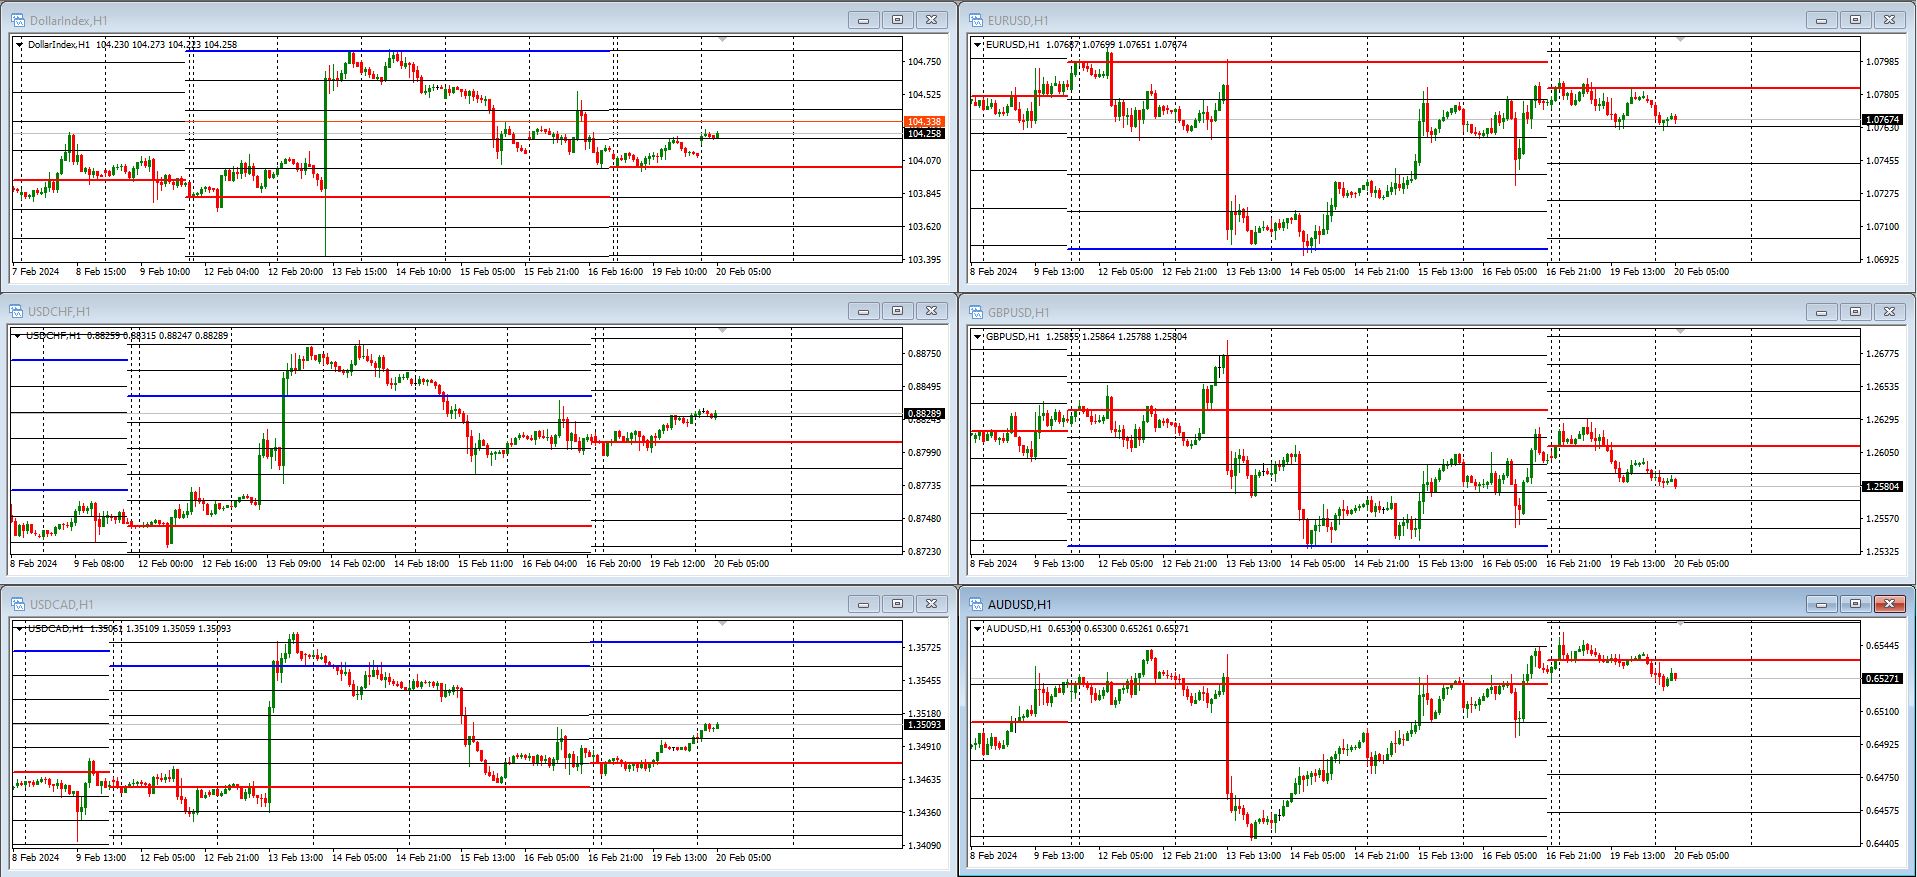 DollarIndex,H1
DollarIndex,H1 104.230 104.273 104.223 104.258
104.750
104.525
104.338
104.258
104.070
103.845
103.620
103.395
7 Feb 2024 8 Feb 15:00 9 Feb 10:00 12 Feb 04:00 12 Feb 20:00 13 Feb 15:00 14 Feb 10:00 15 Feb 05:00 15 Feb 21:00 16 Feb 16:00 19 Feb 10:00 20 Feb 05:00
EURUSD,H1
EURUSD,H1 1.07687 1.07699 1.07651 1.07674
1.07985
1.07805
1.07674
1.07630
1.07455
1.07275
1.07100
1.06925
8 Feb 2024 9 Feb 13:00 12 Feb 05:00 12 Feb 21:00 13 Feb 13:00 14 Feb 05:00 14 Feb 21:00 15 Feb 13:00 16 Feb 05:00 16 Feb 21:00 19 Feb 13:00 20 Feb 05:00
USDCHF,H1
USDCHF,H1 0.88259 0.88315 0.88247 0.88289
0.88750
0.88495
0.88289
0.88245
0.87990
0.87735
0.87480
0.87230
8 Feb 2024 9 Feb 08:00 12 Feb 00:00 12 Feb 16:00 13 Feb 09:00 14 Feb 02:00 14 Feb 18:00 15 Feb 11:00 16 Feb 04:00 16 Feb 20:00 19 Feb 12:00 20 Feb 05:00
GBPUSD,H1
GBPUSD,H1 1.25855 1.25864 1.25788 1.25804
1.26775
1.26535
1.26295
1.26050
1.25804
1.25570
1.25325
8 Feb 2024 9 Feb 13:00 12 Feb 05:00 12 Feb 21:00 13 Feb 13:00 14 Feb 05:00 14 Feb 21:00 15 Feb 13:00 16 Feb 05:00 16 Feb 21:00 19 Feb 13:00 20 Feb 05:00
USDCAD,H1
USDCAD,H1 1.35061 1.35109 1.35059 1.35093
1.35725
1.35455
1.35180
1.35093
1.34910
1.34635
1.34360
1.34090
8 Feb 2024 9 Feb 13:00 12 Feb 05:00 12 Feb 21:00 13 Feb 13:00 14 Feb 05:00 14 Feb 21:00 15 Feb 13:00 16 Feb 05:00 16 Feb 21:00 19 Feb 13:00 20 Feb 05:00
AUDUSD,H1
AUDUSD,H1 0.65300 0.65300 0.65261 0.65271
0.65445
0.65271
0.65100
0.64925
0.64750
0.64575
0.64405
8 Feb 2024 9 Feb 13:00 12 Feb 05:00 12 Feb 21:00 13 Feb 13:00 14 Feb 05:00 14 Feb 21:00 15 Feb 13:00 16 Feb 05:00 16 Feb 21:00 19 Feb 13:00 20 Feb 05:00